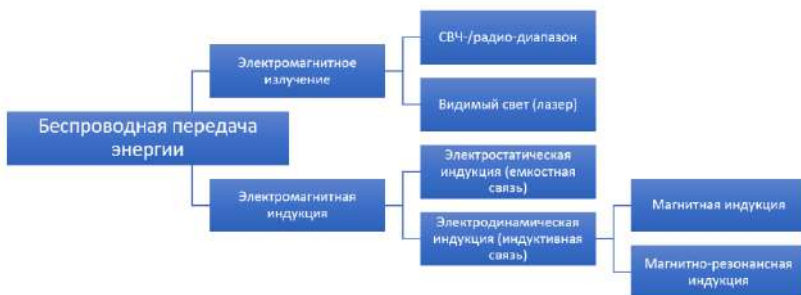 СВЧ-/радио-диапазон
Электромагнитное
излучение
Видимый свет (лазер)
Беспроводная передача
энергии
Электростатическая
индукция (емкостная
связь)
Электромагнитная
индукция
Электродинамическая
индукция (индуктивная
связь)
Магнитная индукция
Магнитно-резонансная
индукция